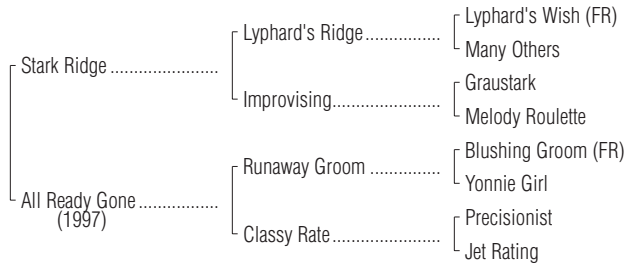 Lyphard's Wish (FR)
Lyphard's Ridge.................
Many Others
Stark Ridge ........................
Graustark
Improvising........................
Melody Roulette
Blushing Groom (FR)
Runaway Groom ................
Yonnie Girl
All Ready Gone ..................
(1997)
Precisionist
Classy Rate........................
Jet Rating